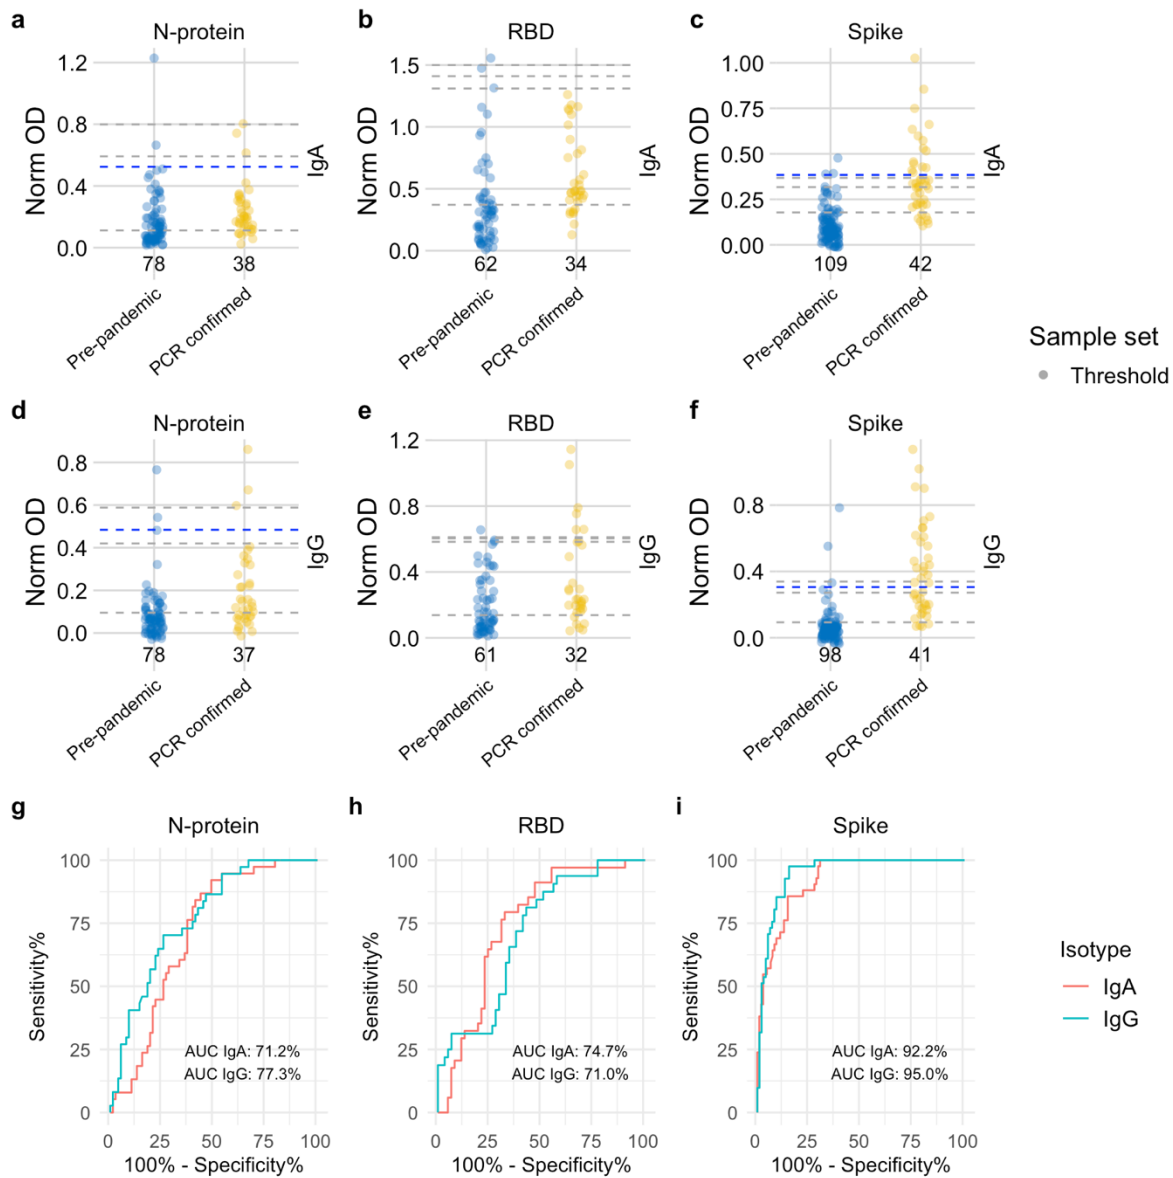 a
N-protein
Norm OD
1.2
0.8
0.4
0.0
78
38
Pre-pandemic
PCR confirmed
IgA
b
RBD
Norm OD
1.5
1.0
0.5
0.0
62
34
Pre-pandemic
PCR confirmed
IgA
c
Spike
Norm OD
1.00
0.75
0.50
0.25
0.00
109
42
Pre-pandemic
PCR confirmed
IgA
Sample set
Threshold
d
N-protein
Norm OD
0.8
0.6
0.4
0.2
0.0
78
37
Pre-pandemic
PCR confirmed
IgG
e
RBD
Norm OD
1.2
0.8
0.4
0.0
61
32
Pre-pandemic
PCR confirmed
IgG
f
Spike
Norm OD
0.8
0.4
0.0
98
41
Pre-pandemic
PCR confirmed
IgG
g
N-protein
Sensitivity%
100
75
50
25
0
AUC IgA: 71.2%
AUC IgG: 77.3%
0 25 50 75 100
100% - Specificity%
h
RBD
Sensitivity%
100
75
50
25
0
AUC IgA: 74.7%
AUC IgG: 71.0%
0 25 50 75 100
100% - Specificity%
i
Spike
Sensitivity%
100
75
50
25
0
AUC IgA: 92.2%
AUC IgG: 95.0%
0 25 50 75 100
100% - Specificity%
Isotype
IgA
IgG